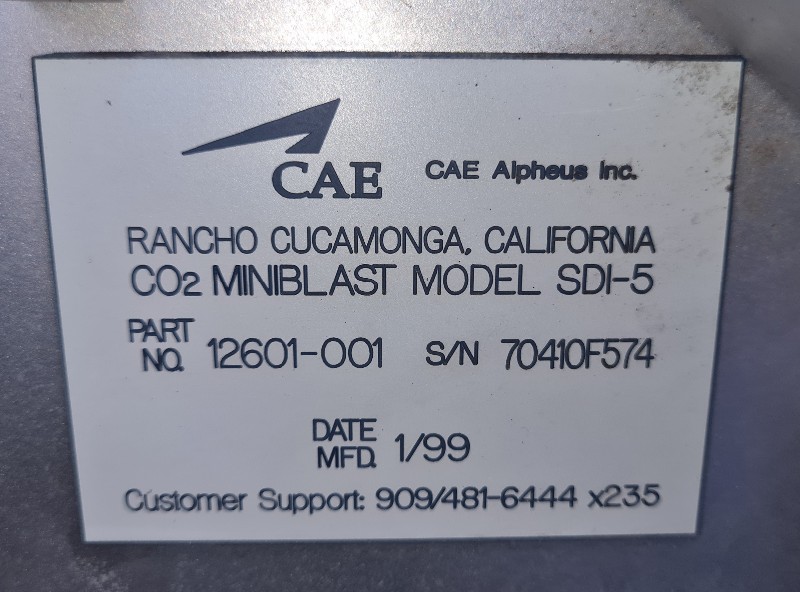 CAE CAE Alpheus Inc.
RANCHO CUCAMONGA, CALIFORNIA
CO2 MINIBLAST MODEL SDI-5
PART NO. 12601-001 S/N 70410F574
DATE MFD. 1/99
Customer Support: 909/481-6444 x235